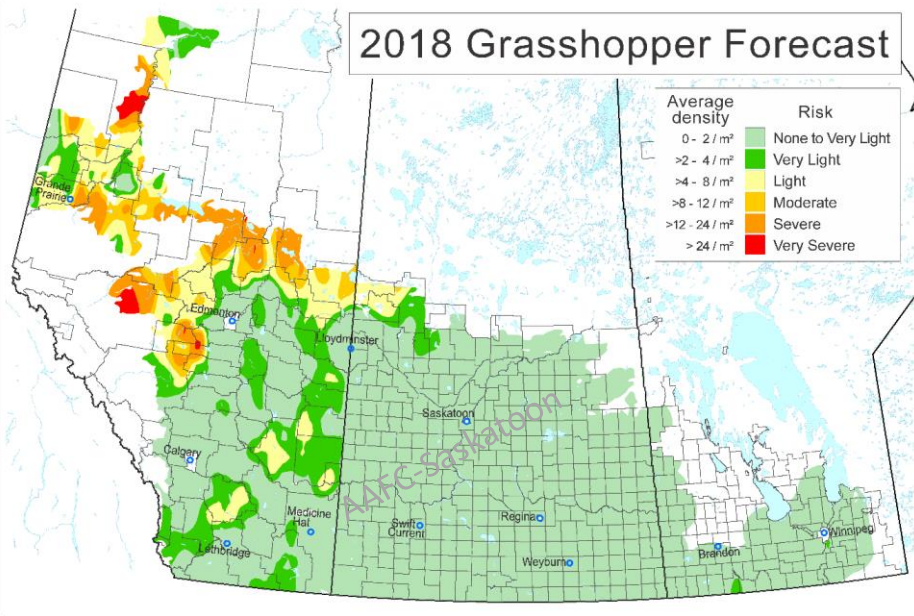 2018 Grasshopper Forecast
Average
density
Risk
0 - 2 / m² None to Very Light
>2 - 4 / m² Very Light
>4 - 8 / m² Light
>8 - 12 / m² Moderate
>12 - 24 / m² Severe
> 24 / m² Very Severe
Grande
Prairie
Edmonton
Lloydminster
Saskatoon
AAFC-Saskatoon
Calgary
Medicine
Hat
Swift
Current
Regina
Winnipeg
Lethbridge
Weyburn
Brandon